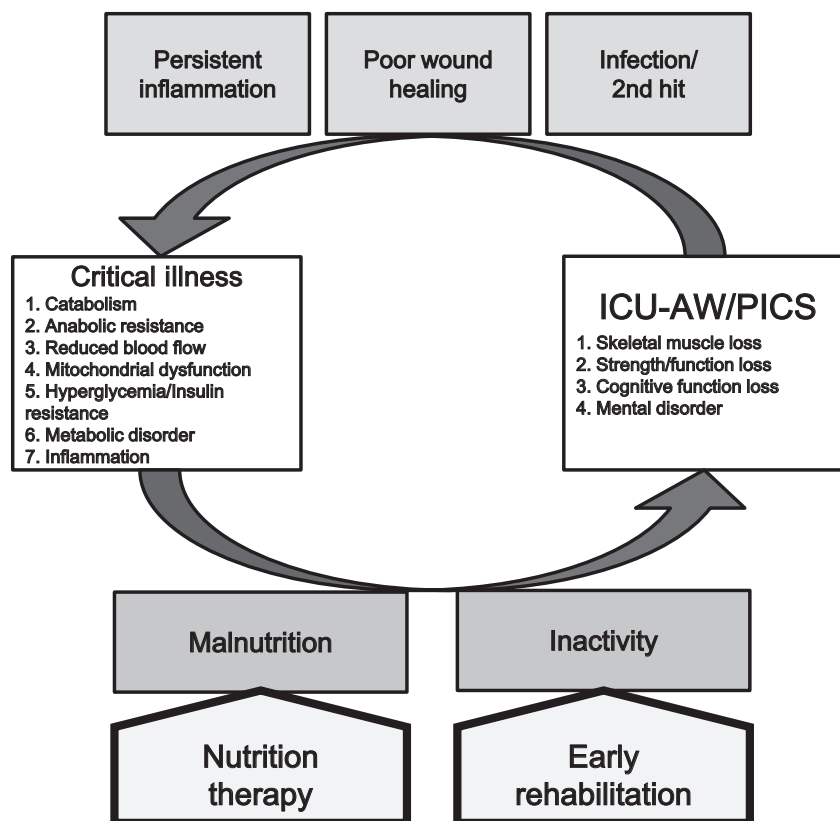 Persistent
inflammation
Poor wound
healing
Infection/
2nd hit
Critical illness
1. Catabolism
2. Anabolic resistance
3. Reduced blood flow
4. Mitochondrial dysfunction
5. Hyperglycemia/Insulin
resistance
6. Metabolic disorder
7. Inflammation
ICU-AW/PICS
1. Skeletal muscle loss
2. Strength/function loss
3. Cognitive function loss
4. Mental disorder
Malnutrition
Inactivity
Nutrition
therapy
Early
rehabilitation